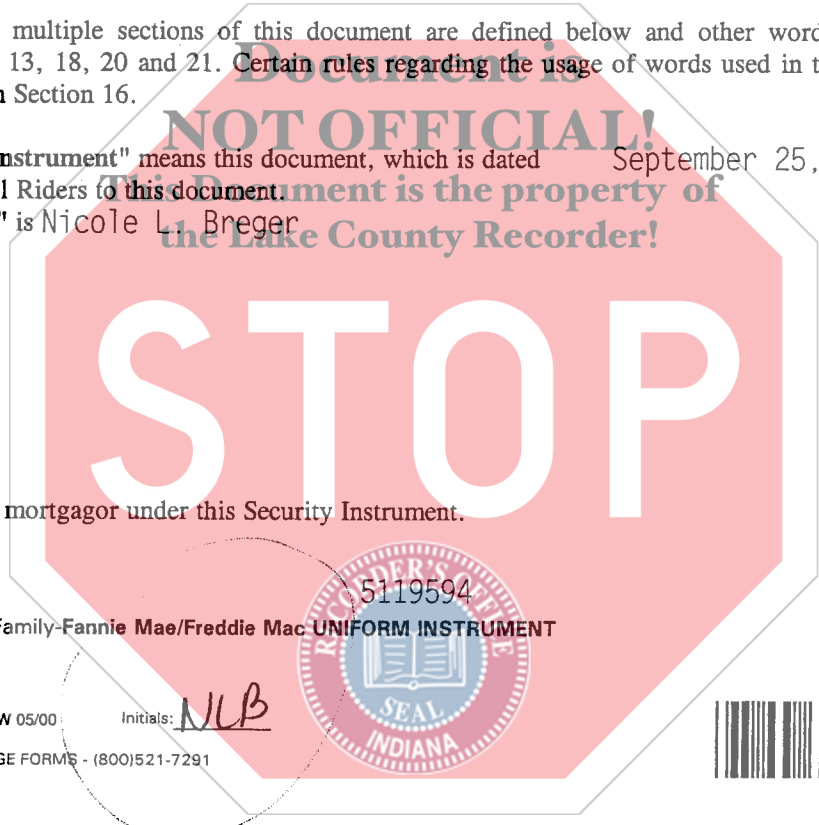 multiple sections of this document are defined below and other word
Document is
13, 18, 20 and 21. Certain rules regarding the usage of words used in t
Section 16.
NOT OFFICIAL!
nstrument" means this document, which is dated September 25,
l Riders to this document.
This Document is the property of
" is Nicole L. Breger
the Lake County Recorder!
STOP
mortgagor under this Security Instrument.
RECORDER'S OFFICE
5119594
Family-Fannie Mae/Freddie Mac UNIFORM INSTRUMENT
SEAL
W 05/00 Initials: NLB
INDIANA
GE FORMS - (800)521-7291